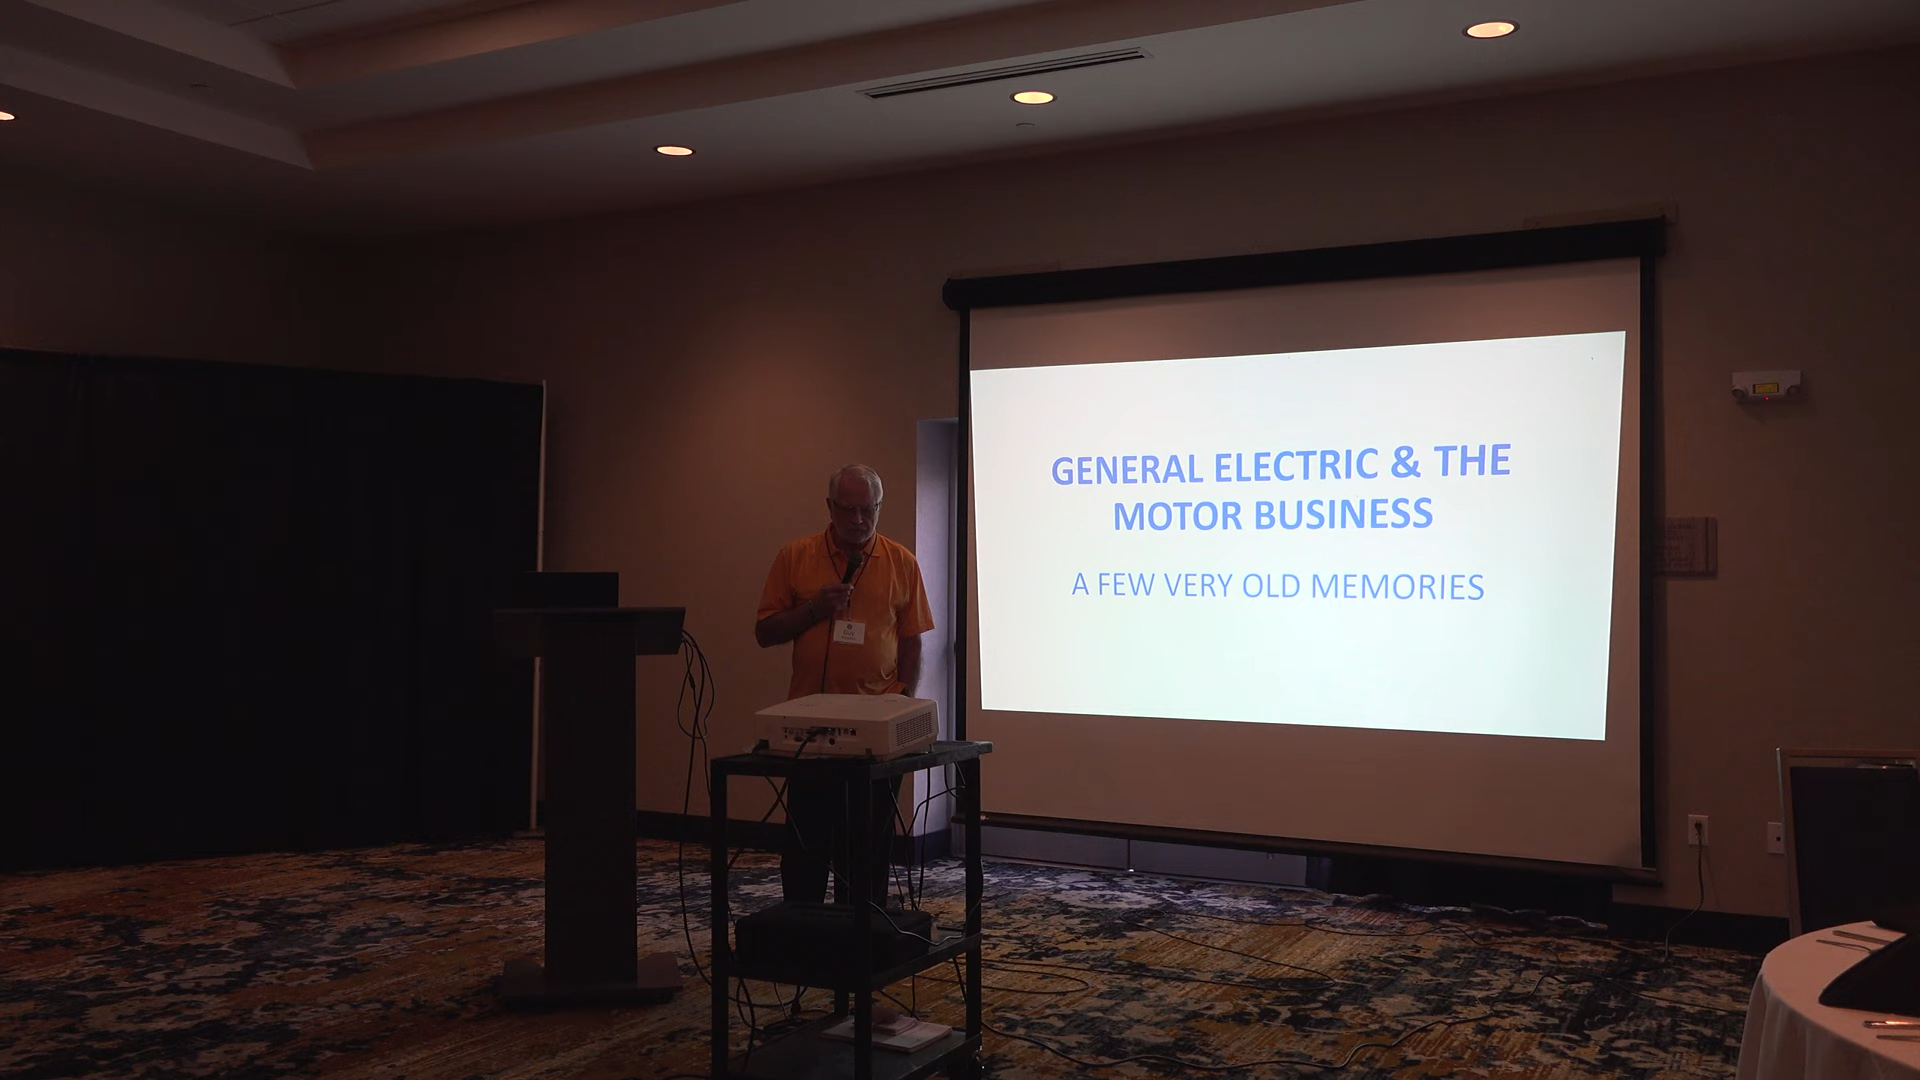 GENERAL ELECTRIC & THE
MOTOR BUSINESS
A FEW VERY OLD MEMORIES